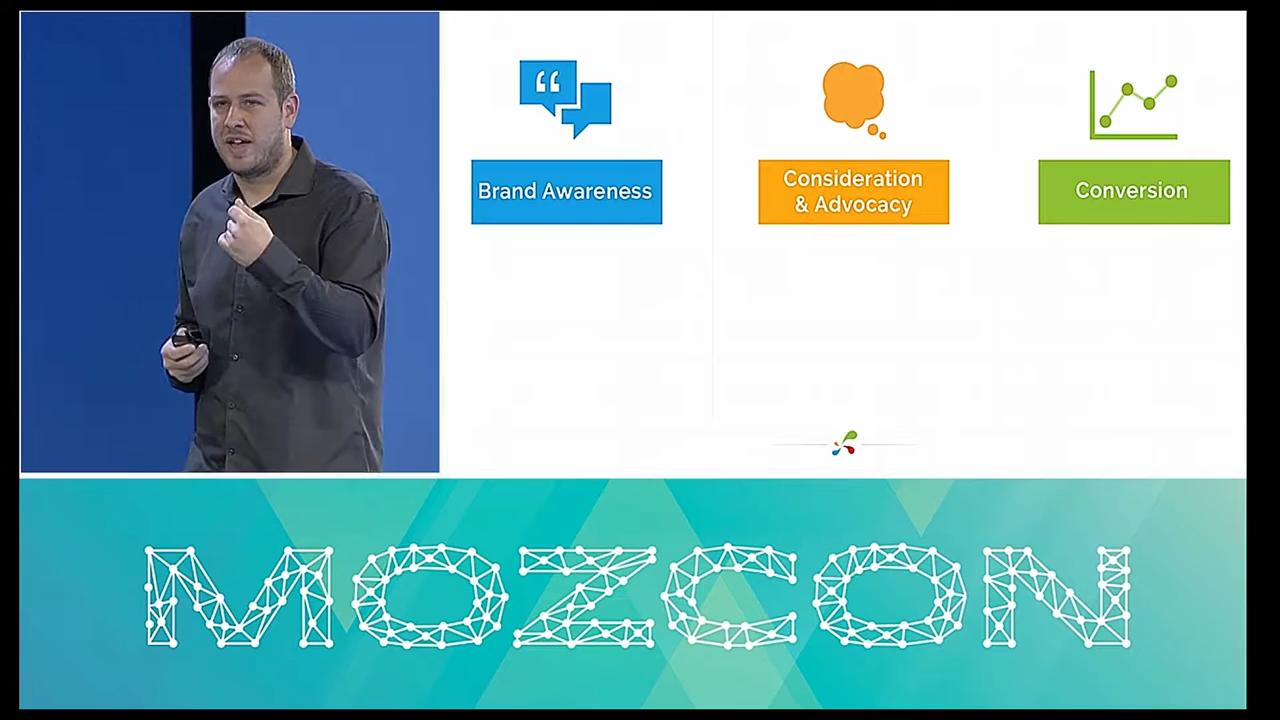 Brand Awareness
Consideration
& Advocacy
Conversion
MOZCON